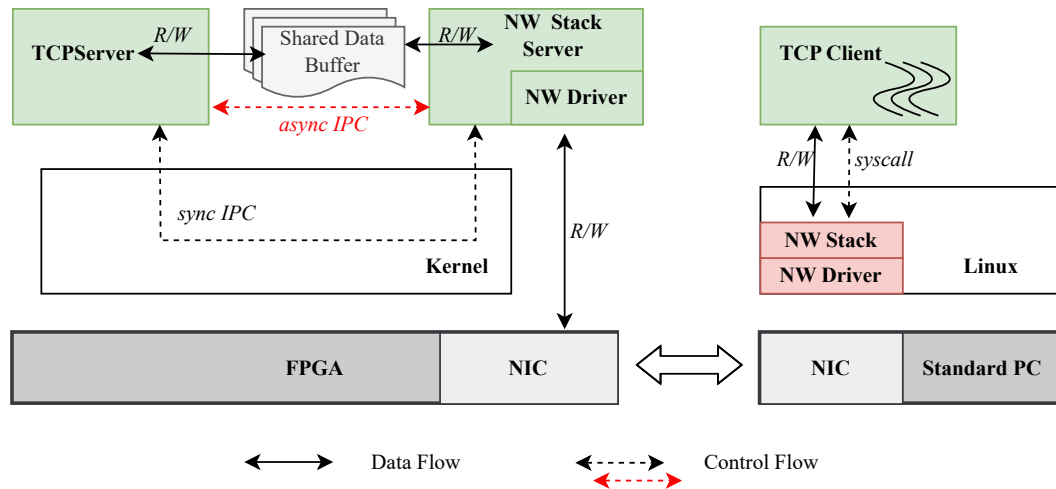 TCPServer
R/W
Shared Data
Buffer
R/W
NW Stack
Server
NW Driver
async IPC
sync IPC
Kernel
R/W
FPGA
NIC
TCP Client
R/W
syscall
NW Stack
NW Driver
Linux
NIC
Standard PC
Data Flow
Control Flow